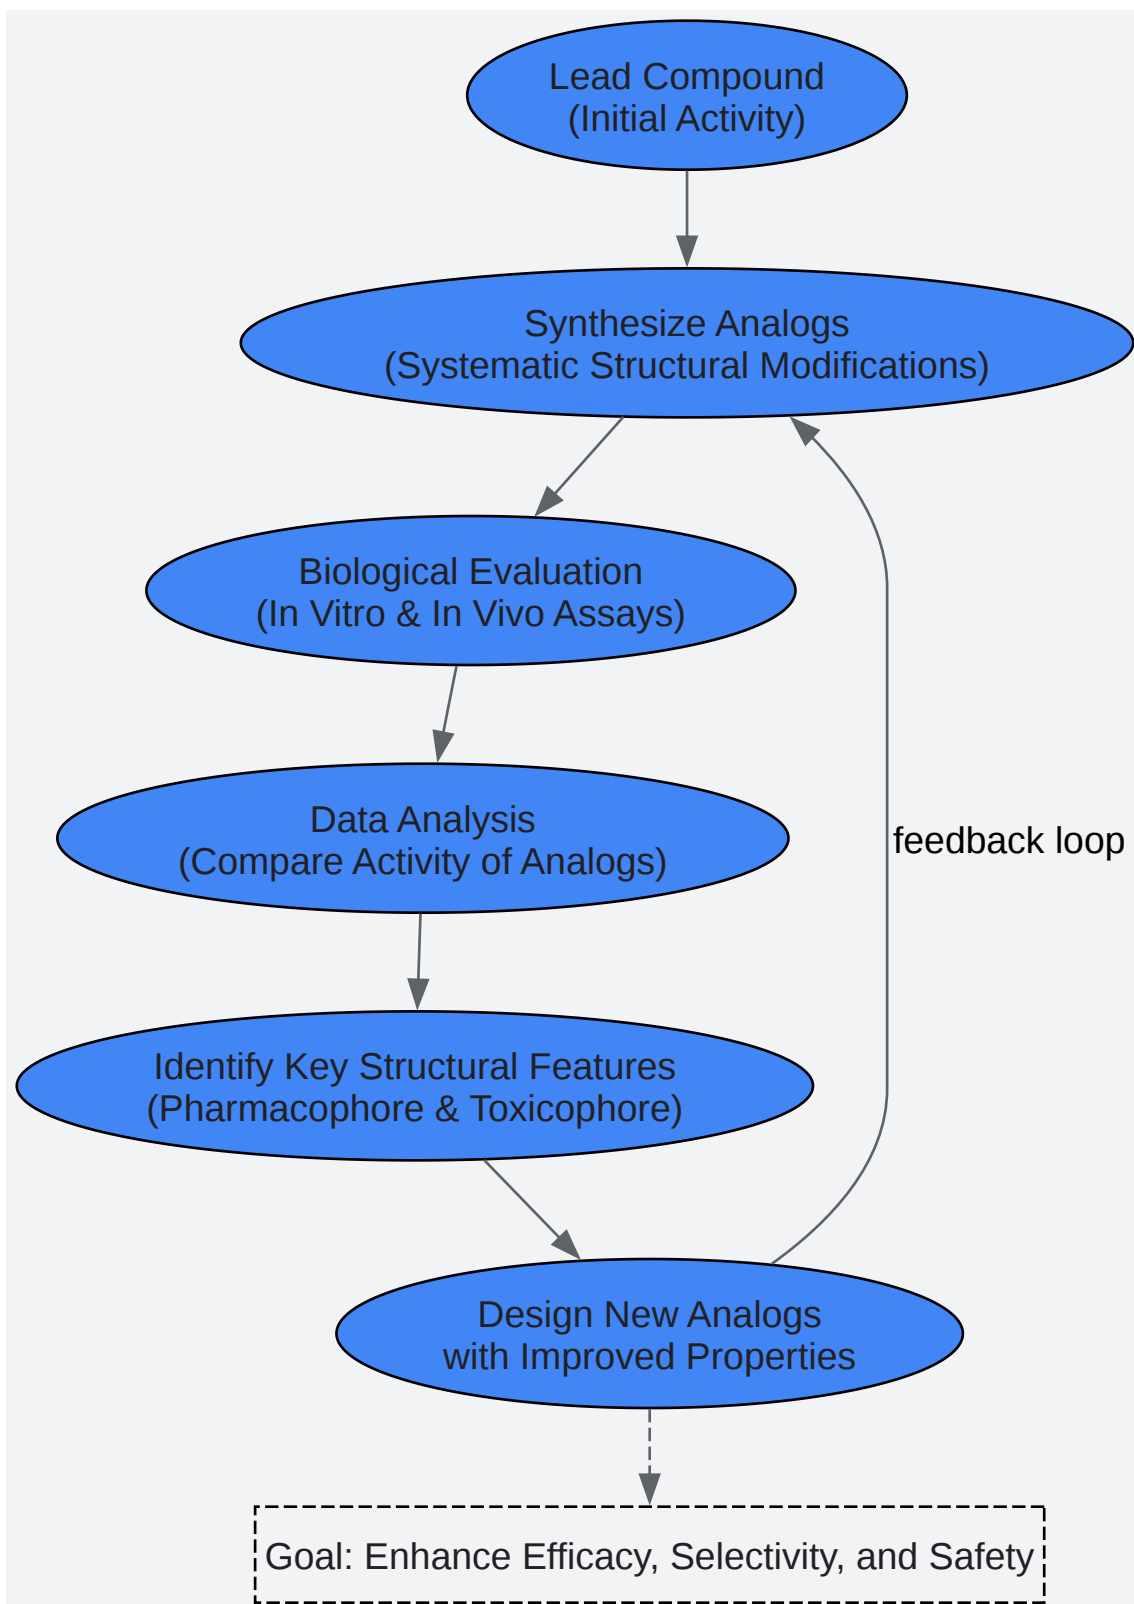 Lead Compound
(Initial Activity)
Synthesize Analogs
(Systematic Structural Modifications)
Biological Evaluation
(In Vitro & In Vivo Assays)
Data Analysis
(Compare Activity of Analogs)
feedback loop
Identify Key Structural Features
(Pharmacophore & Toxicophore)
Design New Analogs
with Improved Properties
Goal: Enhance Efficacy, Selectivity, and Safety